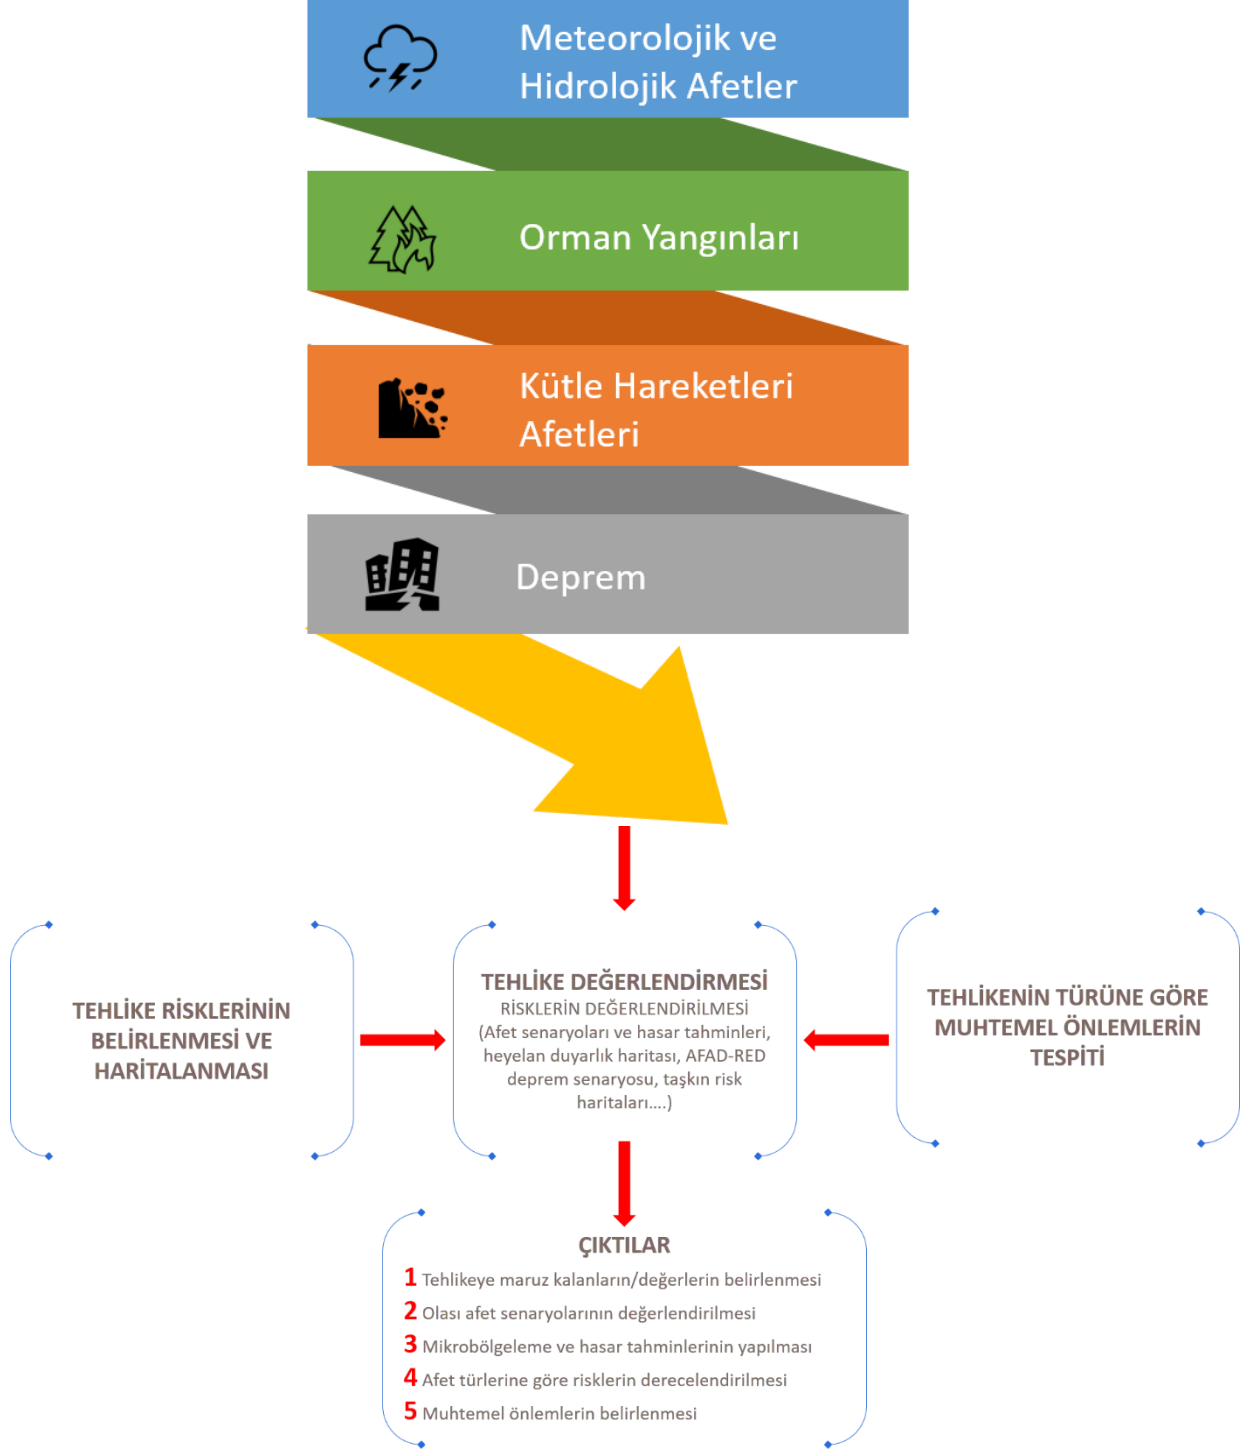 Meteorolojik ve
Hidrolojik Afetler
Orman Yangınları
Kütle Hareketleri
Afetleri
Deprem
TEHLİKE RİSKLERİNİN
BELİRLENMESİ VE
HARİTALANMASI
TEHLİKE DEĞERLENDİRMESİ
RİSKLERİN DEĞERLENDİRİLMESİ
(Afet senaryoları ve hasar tahminleri,
heyelan duyarlık haritası, AFAD-RED
deprem senaryosu, taşkın risk
haritaları....)
TEHLİKENİN TÜRÜNE GÖRE
MUHTEMEL ÖNLEMLERİN
TESPİTİ
ÇIKTILAR
1 Tehlikeye maruz kalanların/değerlerin belirlenmesi
2 Olası afet senaryolarının değerlendirilmesi
3 Mikrobölgeleme ve hasar tahminlerinin yapılması
4 Afet türlerine göre risklerin derecelendirilmesi
5 Muhtemel önlemlerin belirlenmesi